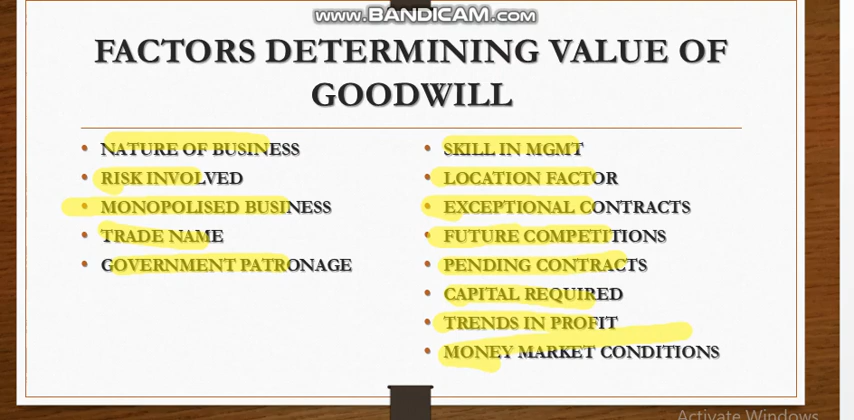 www.BANDICAM.com
FACTORS DETERMINING VALUE OF
GOODWILL
• NATURE OF BUSINESS
• RISK INVOLVED
• MONOPOLISED BUSINESS
• TRADE NAME
• GOVERNMENT PATRONAGE
• SKILL IN MGMT
• LOCATION FACTOR
• EXCEPTIONAL CONTRACTS
• FUTURE COMPETITIONS
• PENDING CONTRACTS
• CAPITAL REQUIRED
• TRENDS IN PROFIT
• MONEY MARKET CONDITIONS
Activate Windows